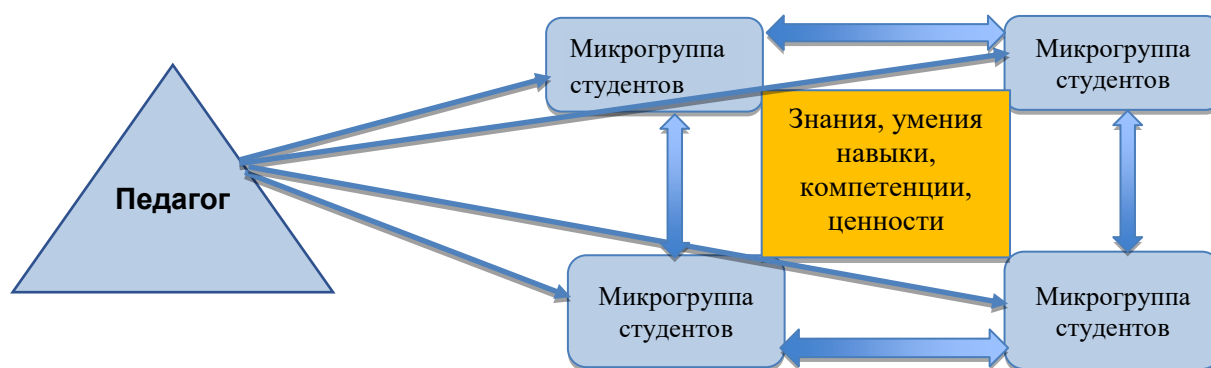 Микрогруппа
студентов
Микрогруппа
студентов
Знания, умения
навыки,
компетенции,
ценности
Педагог
Микрогруппа
студентов
Микрогруппа
студентов